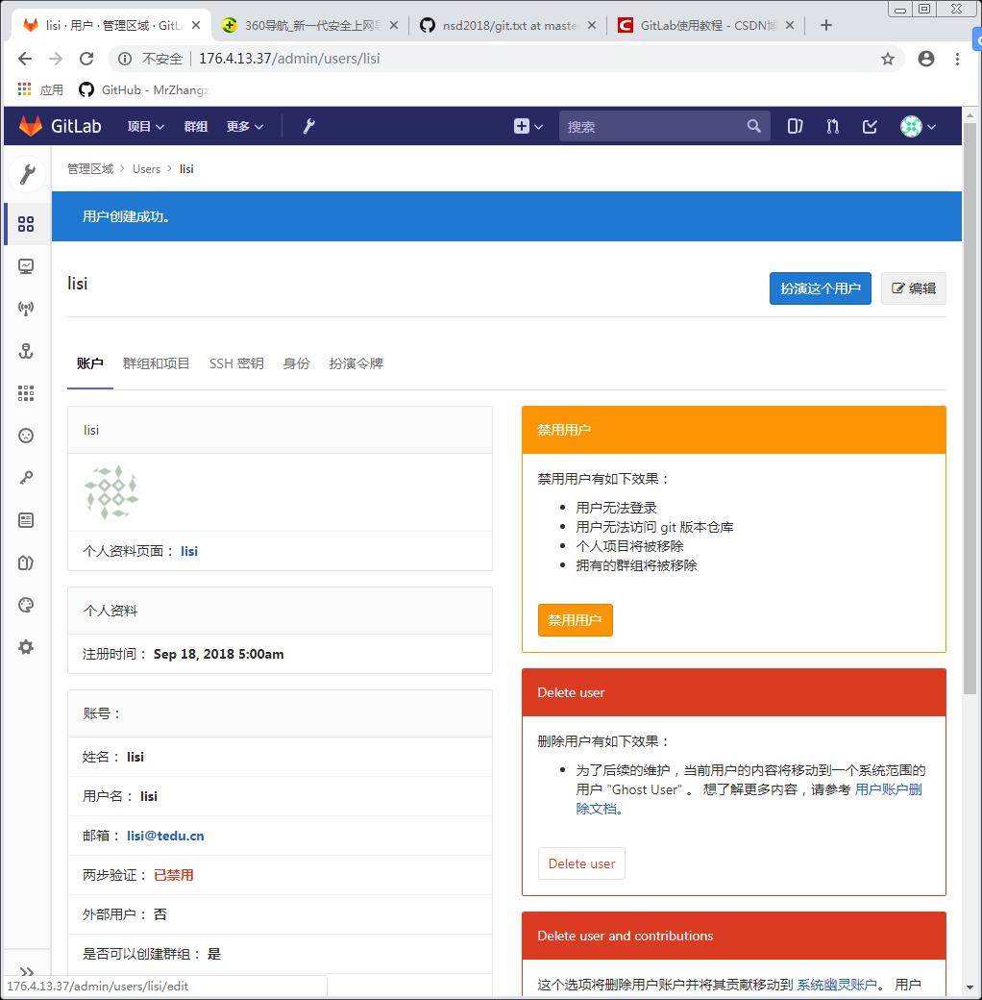 lisi · 用户 · 管理区域 · GitL
360导航_新一代安全上网
nsd2018/git.txt at maste
GitLab使用教程 - CSDN
不安全 | 176.4.13.37/admin/users/lisi
应用
GitHub - MrZhang
GitLab
项目
群组
更多
搜索
管理区域 > Users > lisi
用户创建成功。
lisi
扮演这个用户
编辑
账户
群组和项目
SSH 密钥
身份
扮演令牌
lisi
个人资料页面： lisi
个人资料
注册时间： Sep 18, 2018 5:00am
账号：
姓名： lisi
用户名： lisi
邮箱： lisi@tedu.cn
两步验证： 已禁用
外部用户： 否
是否可以创建群组： 是
禁用用户
禁用用户有如下效果：
用户无法登录
用户无法访问 git 版本仓库
个人项目将被移除
拥有的群组将被移除
禁用用户
Delete user
删除用户有如下效果：
为了后续的维护，当前用户的内容将移动到一个系统范围的
用户 "Ghost User" 。 想了解更多内容，请参考 用户账户删
除文档。
Delete user
Delete user and contributions
这个选项将删除用户账户并将其贡献移动到 系统幽灵账户。 用户
176.4.13.37/admin/users/lisi/edit